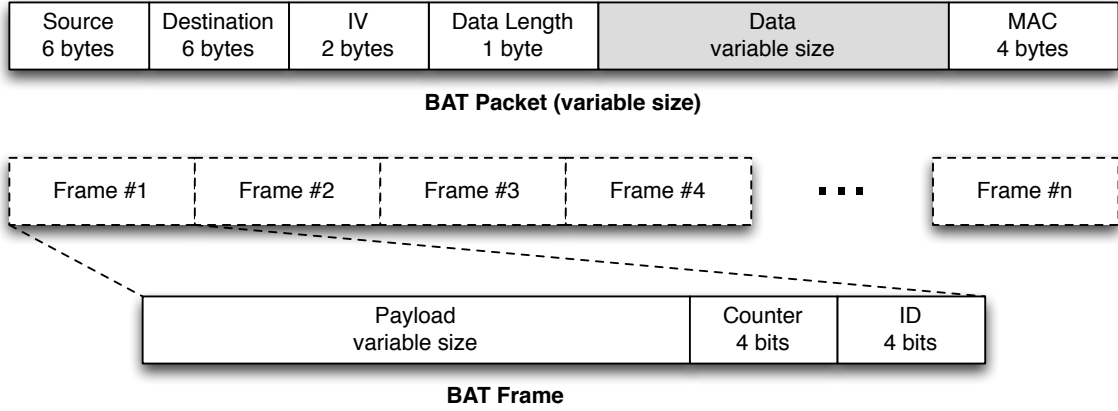 Source Destination IV Data Length Data MAC
6 bytes 6 bytes 2 bytes 1 byte variable size 4 bytes
BAT Packet (variable size)
Frame #1 Frame #2 Frame #3 Frame #4 ... Frame #n
Payload Counter ID
variable size 4 bits 4 bits
BAT Frame